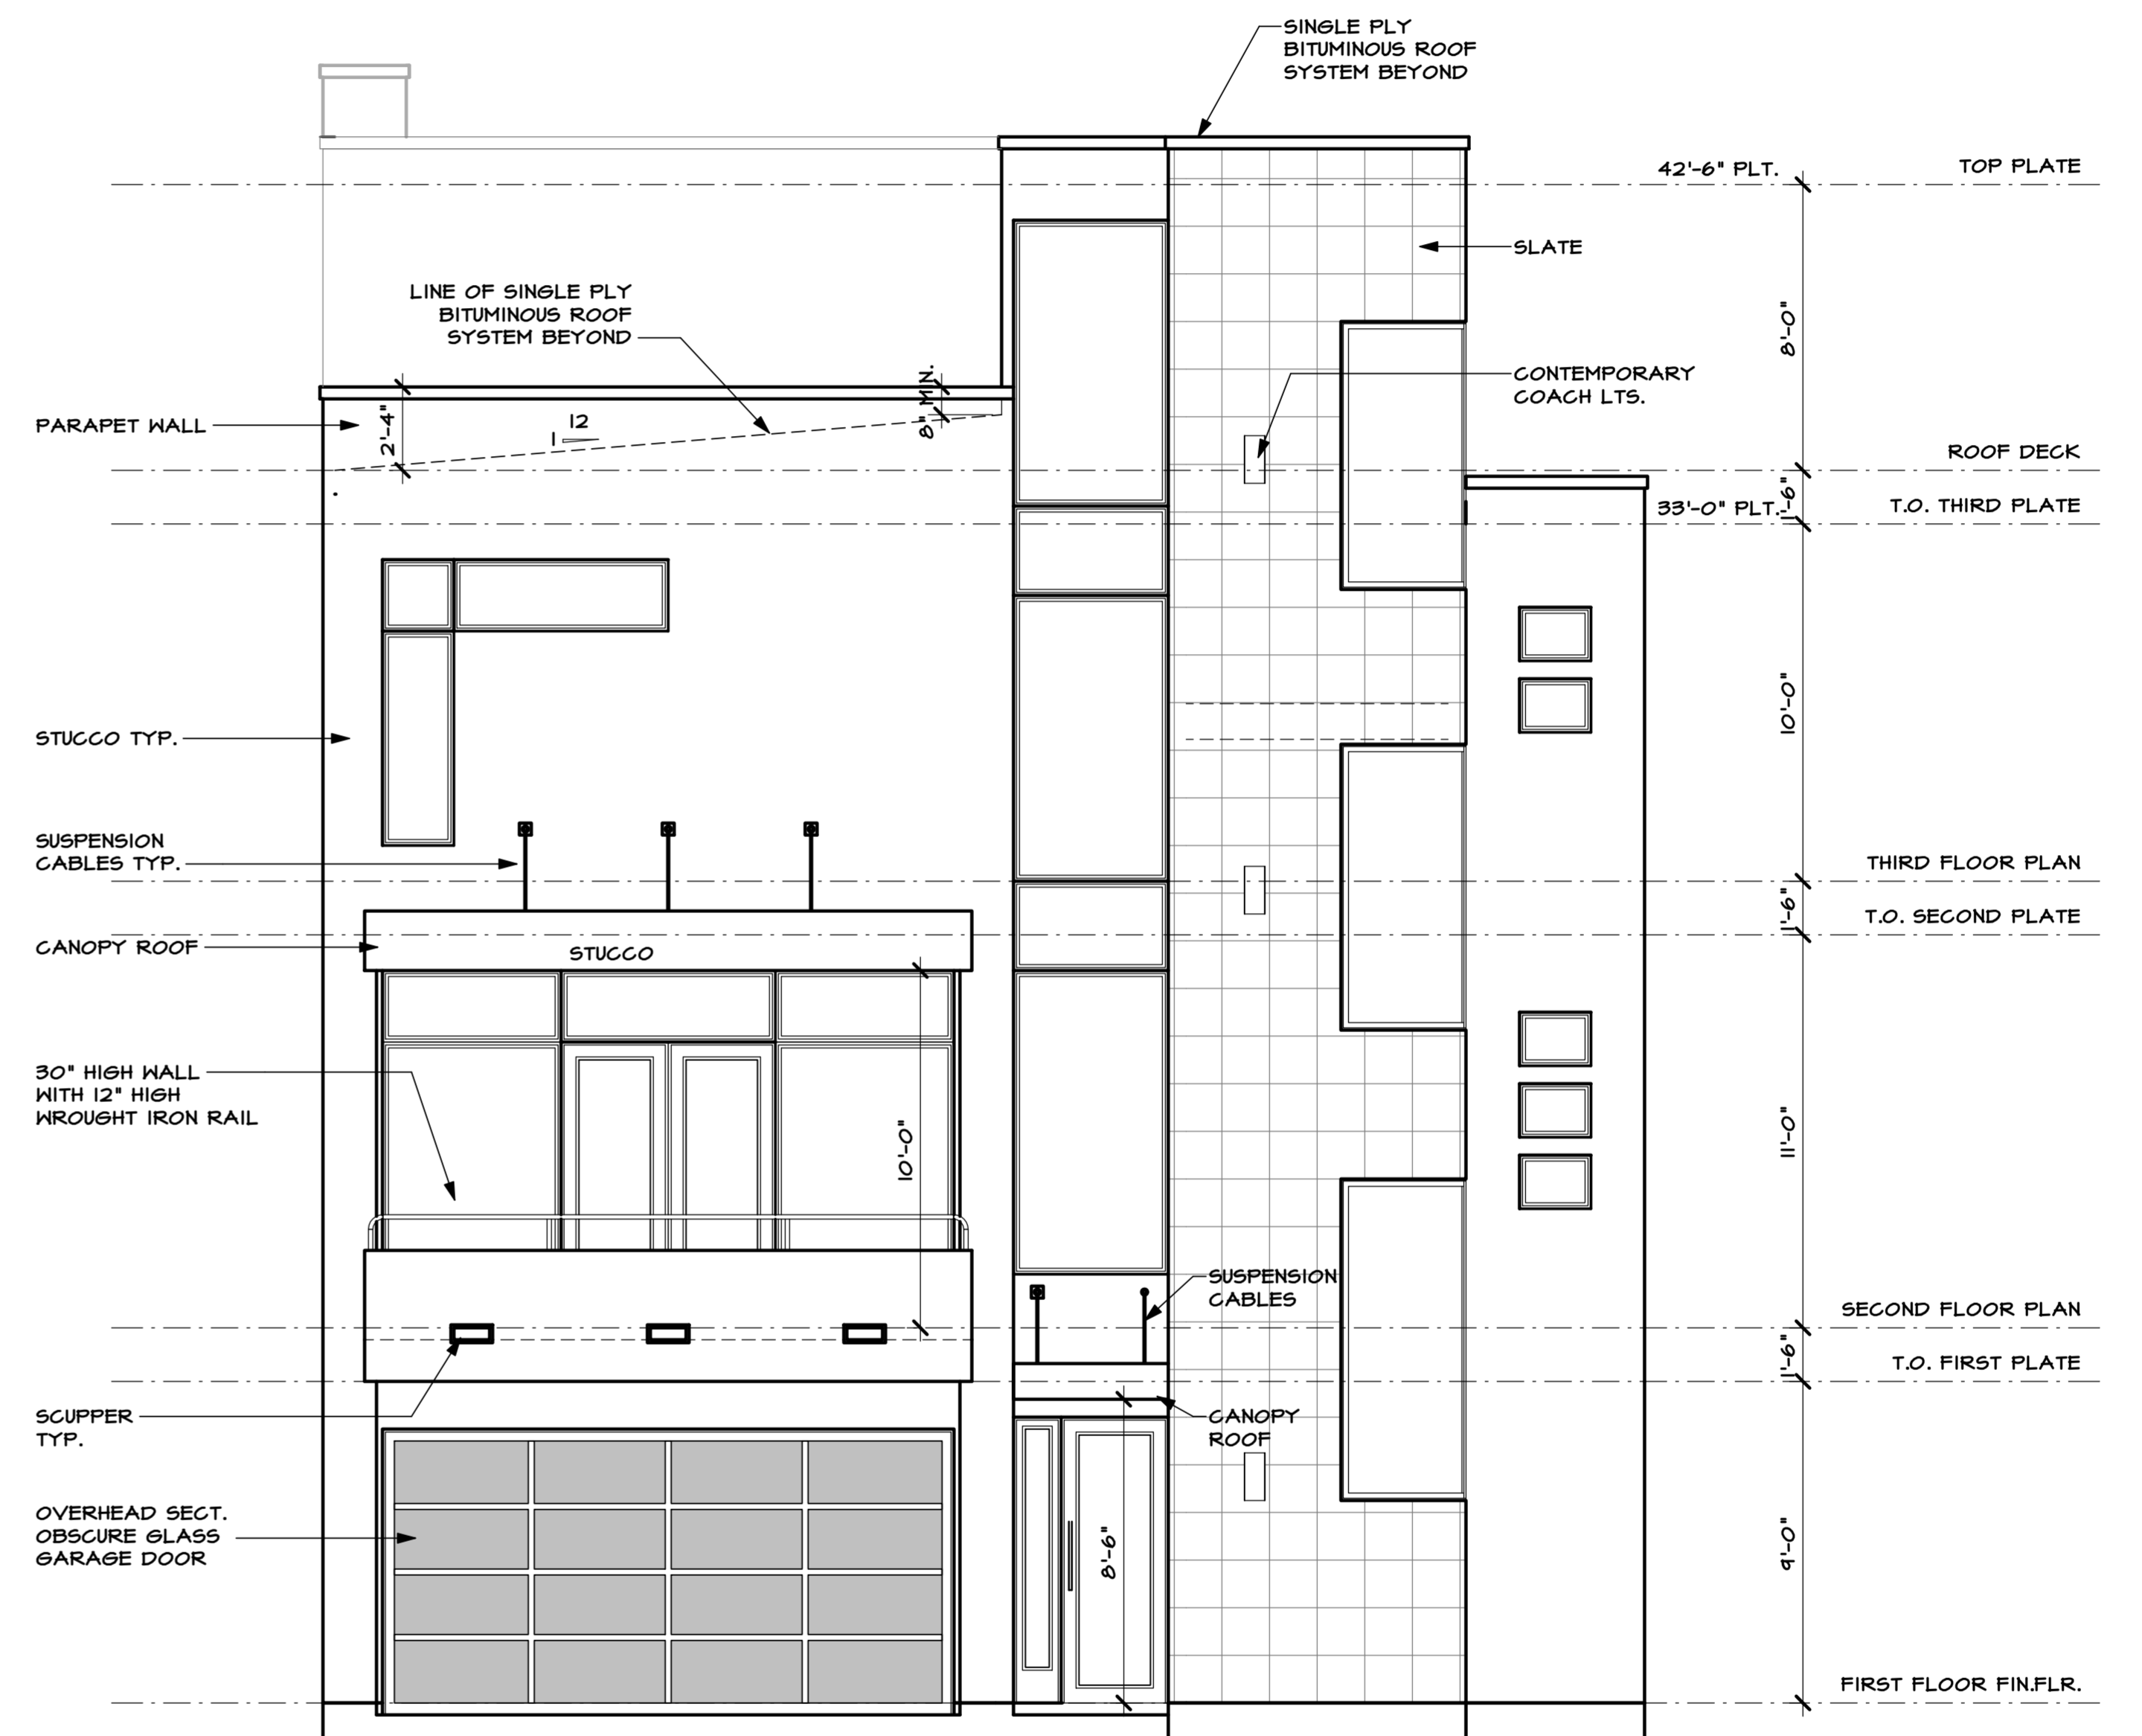 SINGLE PLY
BITUMINOUS ROOF
SYSTEM BEYOND
42'-6" PLT.
TOP PLATE
SLATE
8'-0"
LINE OF SINGLE PLY
BITUMINOUS ROOF
SYSTEM BEYOND
CONTEMPORARY
COACH LTS.
8" MIN.
PARAPET WALL
2'-4"
12
1
ROOF DECK
1'-6"
33'-0" PLT.
T.O. THIRD PLATE
10'-0"
STUCCO TYP.
SUSPENSION
CABLES TYP.
THIRD FLOOR PLAN
1'-6"
T.O. SECOND PLATE
CANOPY ROOF
STUCCO
30" HIGH WALL
WITH 12" HIGH
WROUGHT IRON RAIL
10'-0"
11'-0"
SUSPENSION
CABLES
SECOND FLOOR PLAN
1'-6"
T.O. FIRST PLATE
SCUPPER
TYP.
CANOPY
ROOF
OVERHEAD SECT.
OBSCURE GLASS
GARAGE DOOR
8'-6"
9'-0"
FIRST FLOOR FIN.FLR.